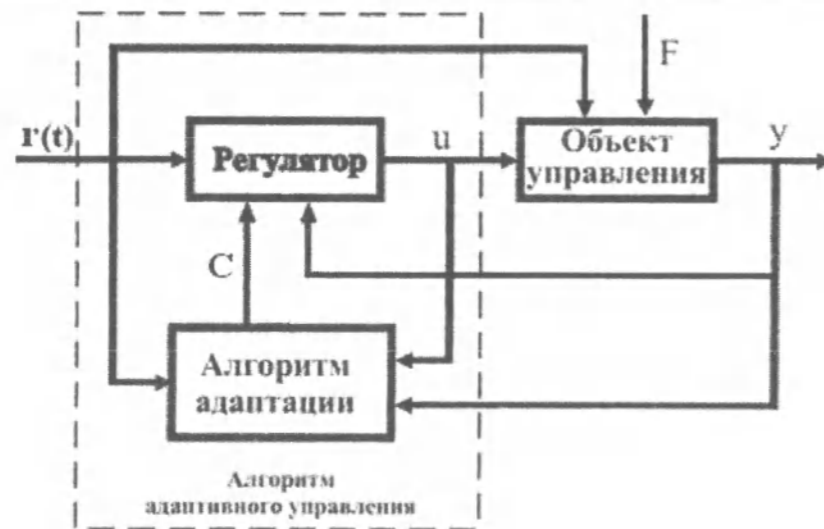 F
r(t)
Регулятор
u
Объект
управления
y
C
Алгоритм
адаптации
Алгоритм
адаптивного управления